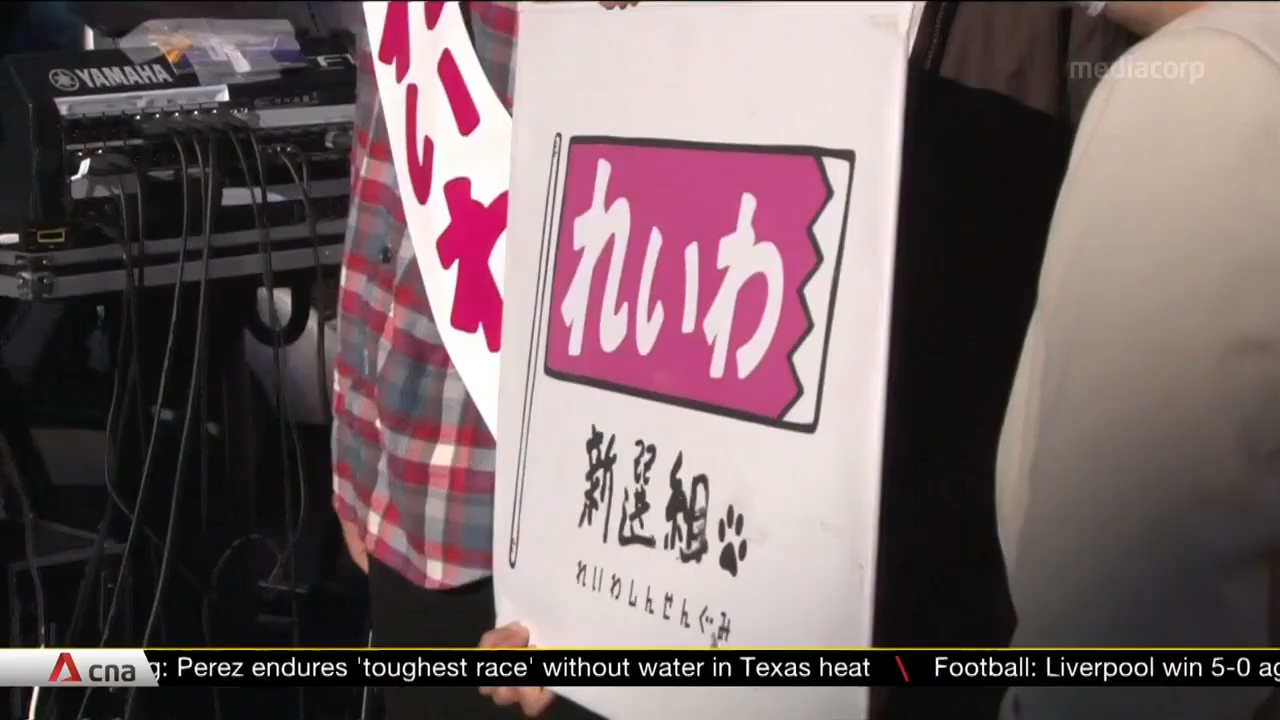 YAMAHA
mediacorp
れいわ
新選組
れいわしんせんぐみ
cna
g: Perez endures 'toughest race' without water in Texas heat \ Football: Liverpool win 5-0 ag